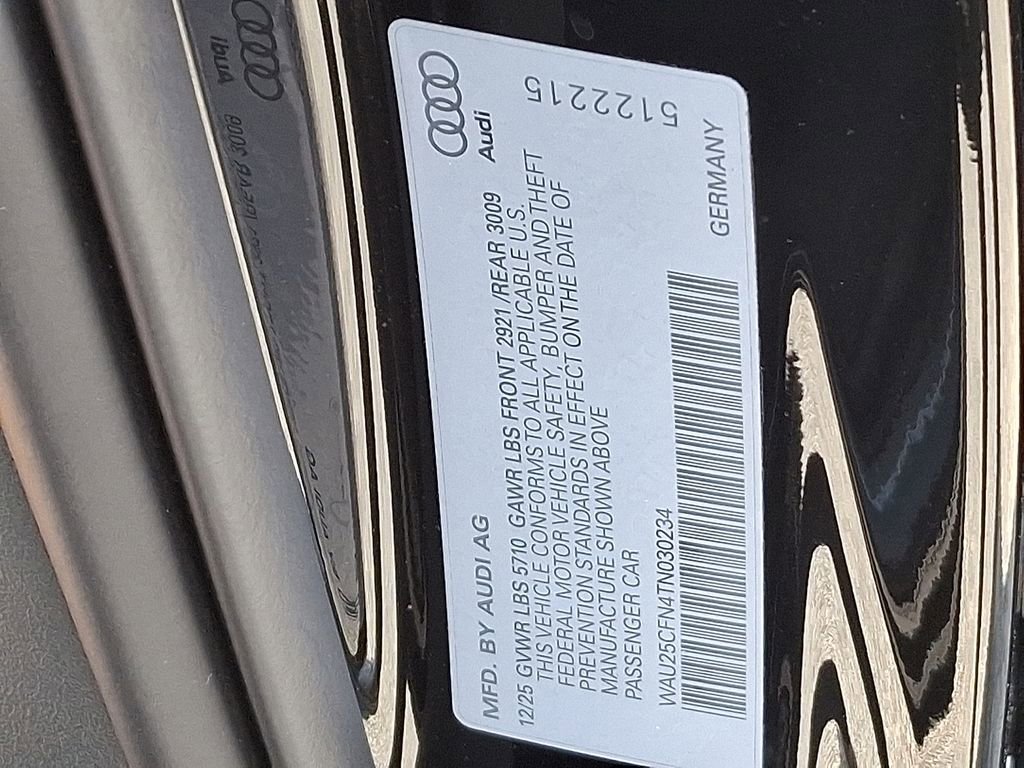 Audi
MFD. BY AUDI AG
12/25 GVWR LBS 5710 GAWR LBS FRONT 2921 /REAR 3009
THIS VEHICLE CONFORMS TO ALL APPLICABLE U.S.
FEDERAL MOTOR VEHICLE SAFETY, BUMPER AND THEFT
PREVENTION STANDARDS IN EFFECT ON THE DATE OF
MANUFACTURE SHOWN ABOVE
PASSENGER CAR
WAU25CFN4TN030234
GERMANY
5122215